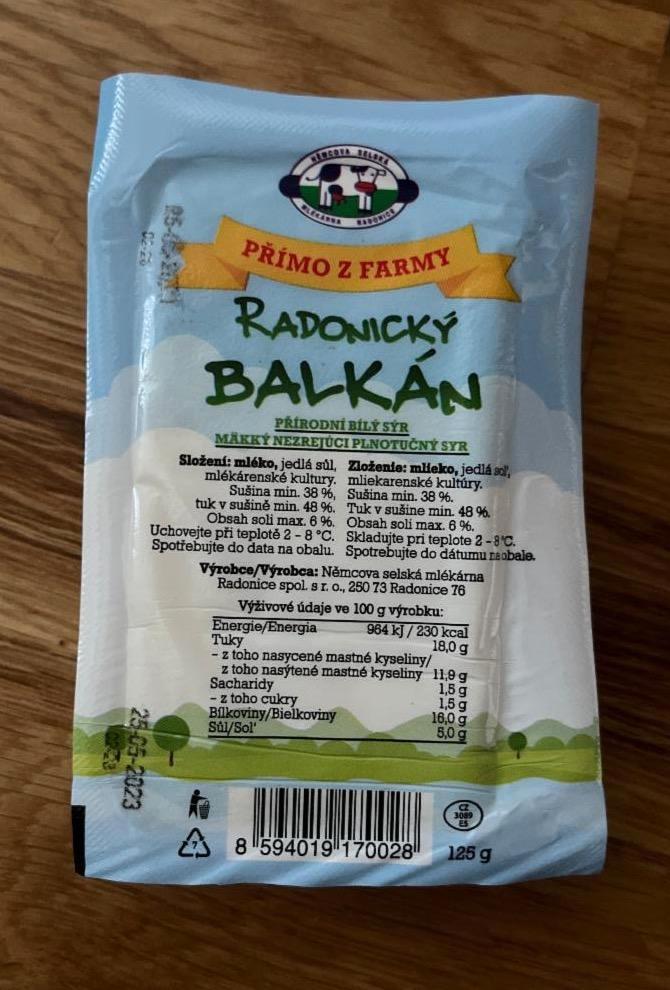 NĚMCOVA SELSKÁ
MLÉKÁRNA RADONICE
PŘÍMO Z FARMY
RADONICKÝ
BALKÁN
PŘÍRODNÍ BÍLÝ SÝR
MÄKKÝ NEZREJÚCI PLNOTUČNÝ SYR
Složení: mléko, jedlá sůl,
mlékárenské kultury.
Sušina min. 38 %,
tuk v sušině min. 48 %.
Obsah soli max. 6 %.
Uchovejte při teplotě 2 - 8 °C.
Spotřebujte do data na obalu.
Zloženie: mlieko, jedlá soľ,
mliekarenské kultúry.
Sušina min. 38 %.
Tuk v sušine min. 48 %.
Obsah soli max. 6 %.
Skladujte pri teplote 2 - 8 °C.
Spotrebujte do dátumu na obale.
Výrobce/Výrobca: Němcova selská mlékárna
Radonice spol. s r. o., 250 73 Radonice 76
Výživové údaje ve 100 g výrobku:
Energie/Energia 964 kJ / 230 kcal
Tuky 18,0 g
- z toho nasycené mastné kyseliny/
z toho nasýtené mastné kyseliny 11,9 g
Sacharidy 1,5 g
- z toho cukry 1,5 g
Bílkoviny/Bielkoviny 16,0 g
Sůl/Soľ 5,0 g
25-05-2023
7
8 594019 170028
CZ
3089
ES
125 g